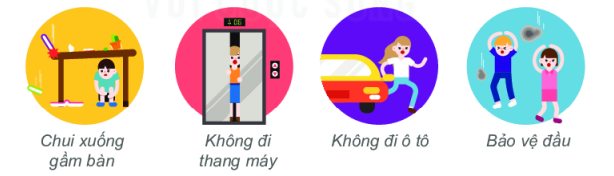 Chui xuống
gầm bàn
Không đi
thang máy
Không đi ô tô
Bảo vệ đầu